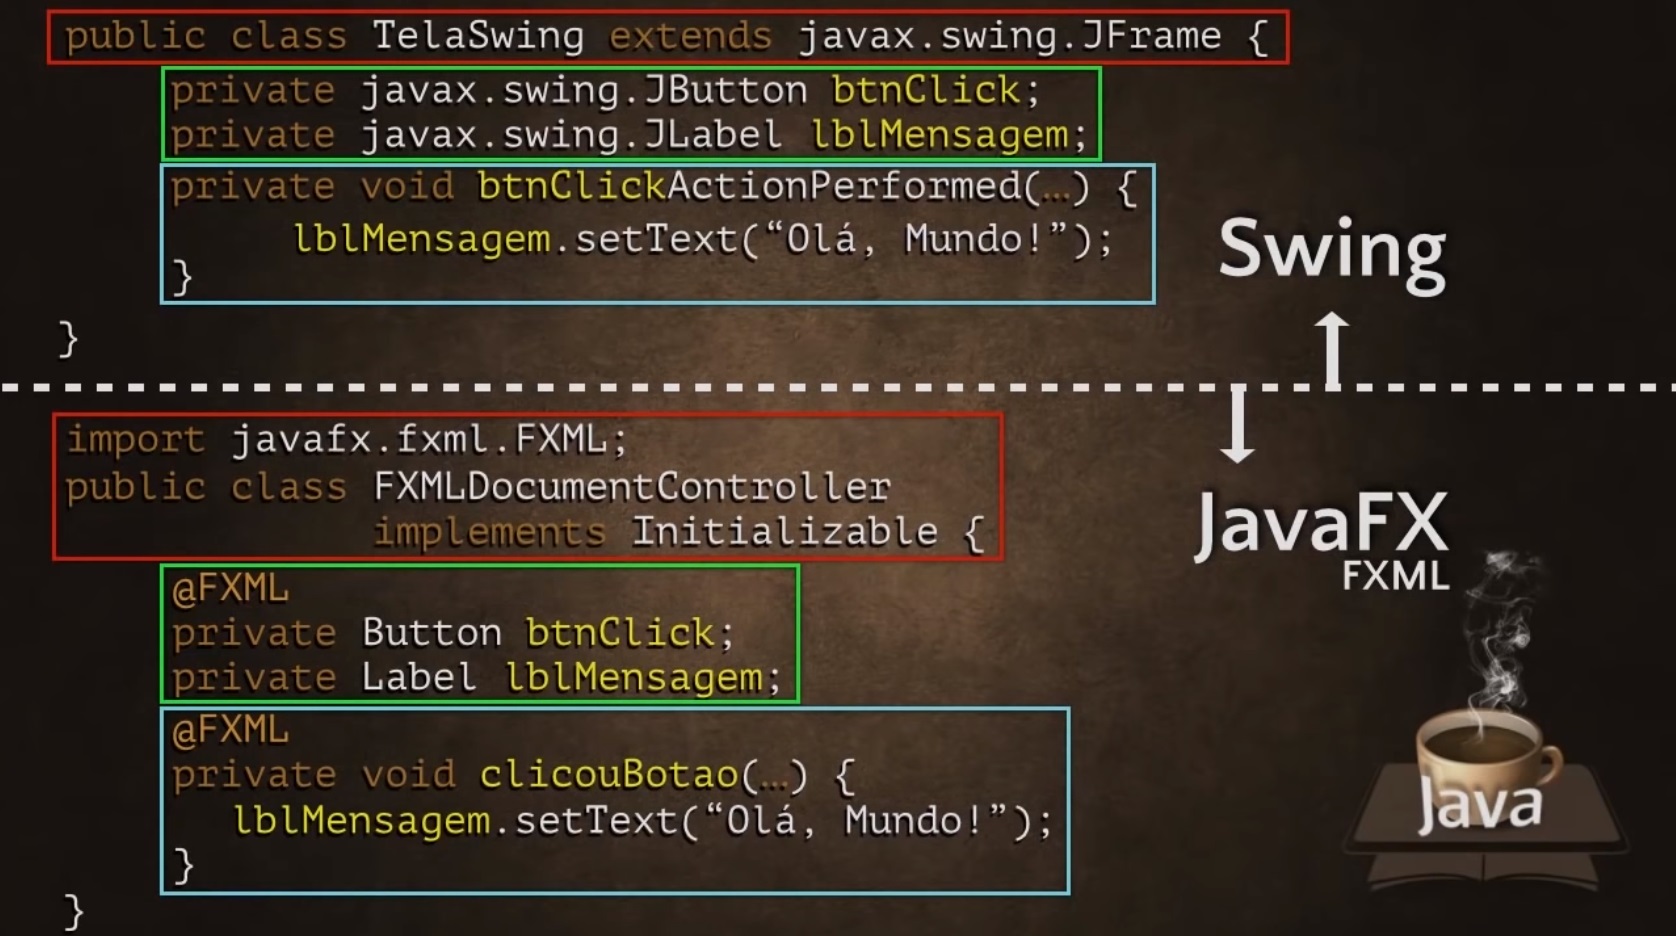 public class TelaSwing extends javax.swing.JFrame {
private javax.swing.JButton btnClick;
private javax.swing.JLabel lblMensagem;
private void btnClickActionPerformed(…) {
lblMensagem.setText(“Olá, Mundo!”);
}
}
Swing
import javafx.fxml.FXML;
public class FXMLDocumentController
implements Initializable {
@FXML
private Button btnClick;
private Label lblMensagem;
@FXML
private void clicouBotao(…) {
lblMensagem.setText(“Olá, Mundo!”);
}
}
JavaFX
FXML
Java